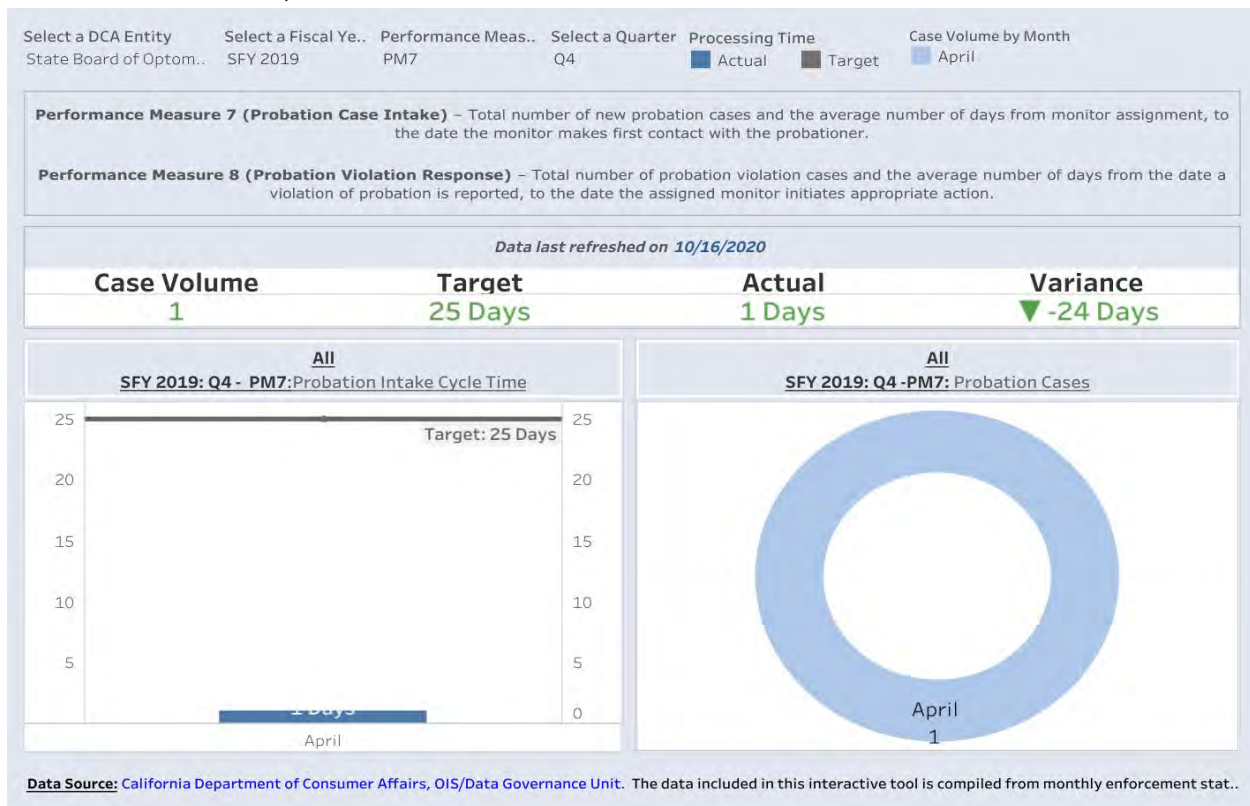 Select a DCA Entity Select a Fiscal Ye.. Performance Meas.. Select a Quarter Processing Time Case Volume by Month
State Board of Optom.. SFY 2019 PM7 Q4 Actual Target April
Performance Measure 7 (Probation Case Intake) – Total number of new probation cases and the average number of days from monitor assignment, to
the date the monitor makes first contact with the probationer.
Performance Measure 8 (Probation Violation Response) – Total number of probation violation cases and the average number of days from the date a
violation of probation is reported, to the date the assigned monitor initiates appropriate action.
Data last refreshed on 10/16/2020
Case Volume Target Actual Variance
1 25 Days 1 Days ▼ -24 Days
All
SFY 2019: Q4 - PM7:Probation Intake Cycle Time
25 25
Target: 25 Days
20 20
15 15
10 10
5 5
1 Days
0
April
All
SFY 2019: Q4 -PM7: Probation Cases
April
1
Data Source: California Department of Consumer Affairs, OIS/Data Governance Unit. The data included in this interactive tool is compiled from monthly enforcement stat..